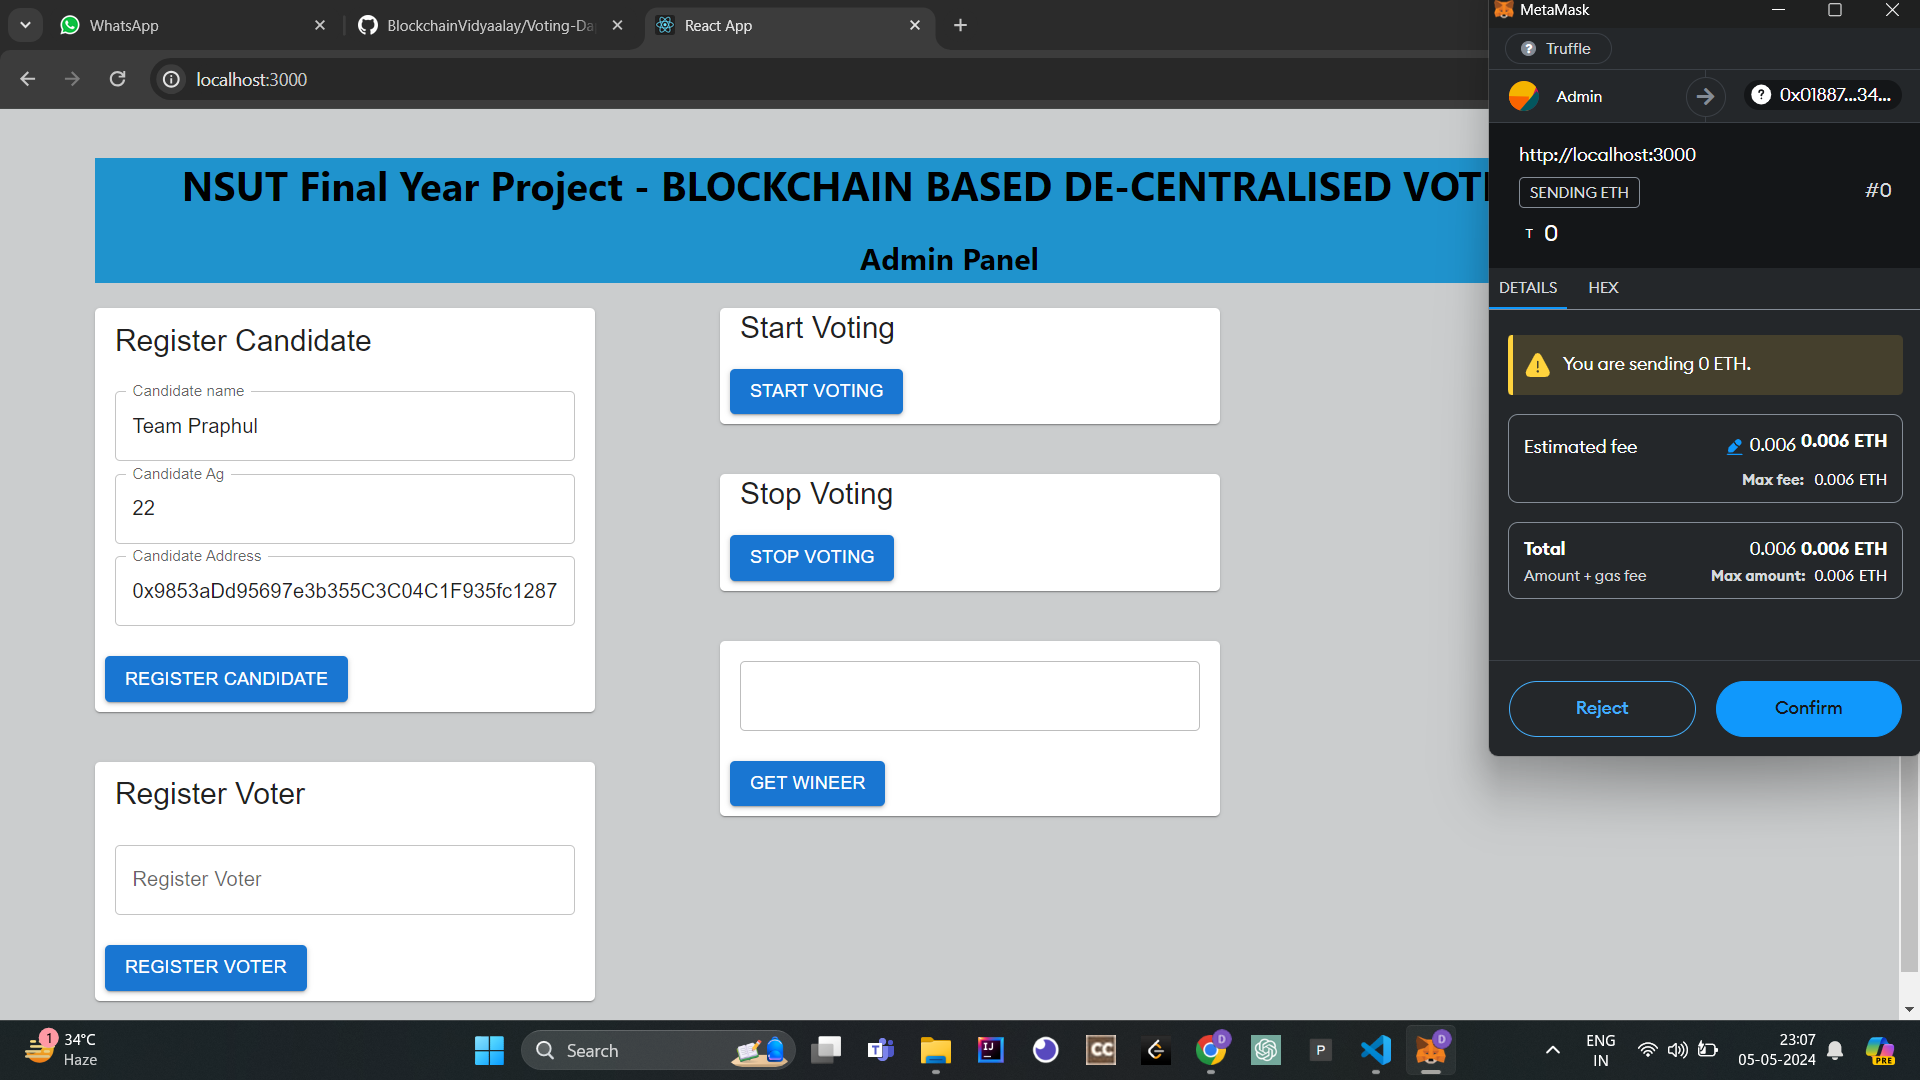 WhatsApp
BlockchainVidyaalay/Voting-Da
React App
localhost:3000
NSUT Final Year Project - BLOCKCHAIN BASED DE-CENTRALISED VOTI
Admin Panel
Register Candidate
Candidate name
Team Praphul
Candidate Ag
22
Candidate Address
0x9853aDd95697e3b355C3C04C1F935fc1287
REGISTER CANDIDATE
Register Voter
Register Voter
REGISTER VOTER
Start Voting
START VOTING
Stop Voting
STOP VOTING
GET WINEER
MetaMask
Truffle
Admin
0x01887...34...
http://localhost:3000
SENDING ETH
#0
T 0
DETAILS HEX
You are sending 0 ETH.
Estimated fee 0.006 0.006 ETH
Max fee: 0.006 ETH
Total 0.006 0.006 ETH
Amount + gas fee Max amount: 0.006 ETH
Reject Confirm
1
34°C
Haze
Search
IJ
CC
D
P
D
PRE
ENG
IN
23:07
05-05-2024